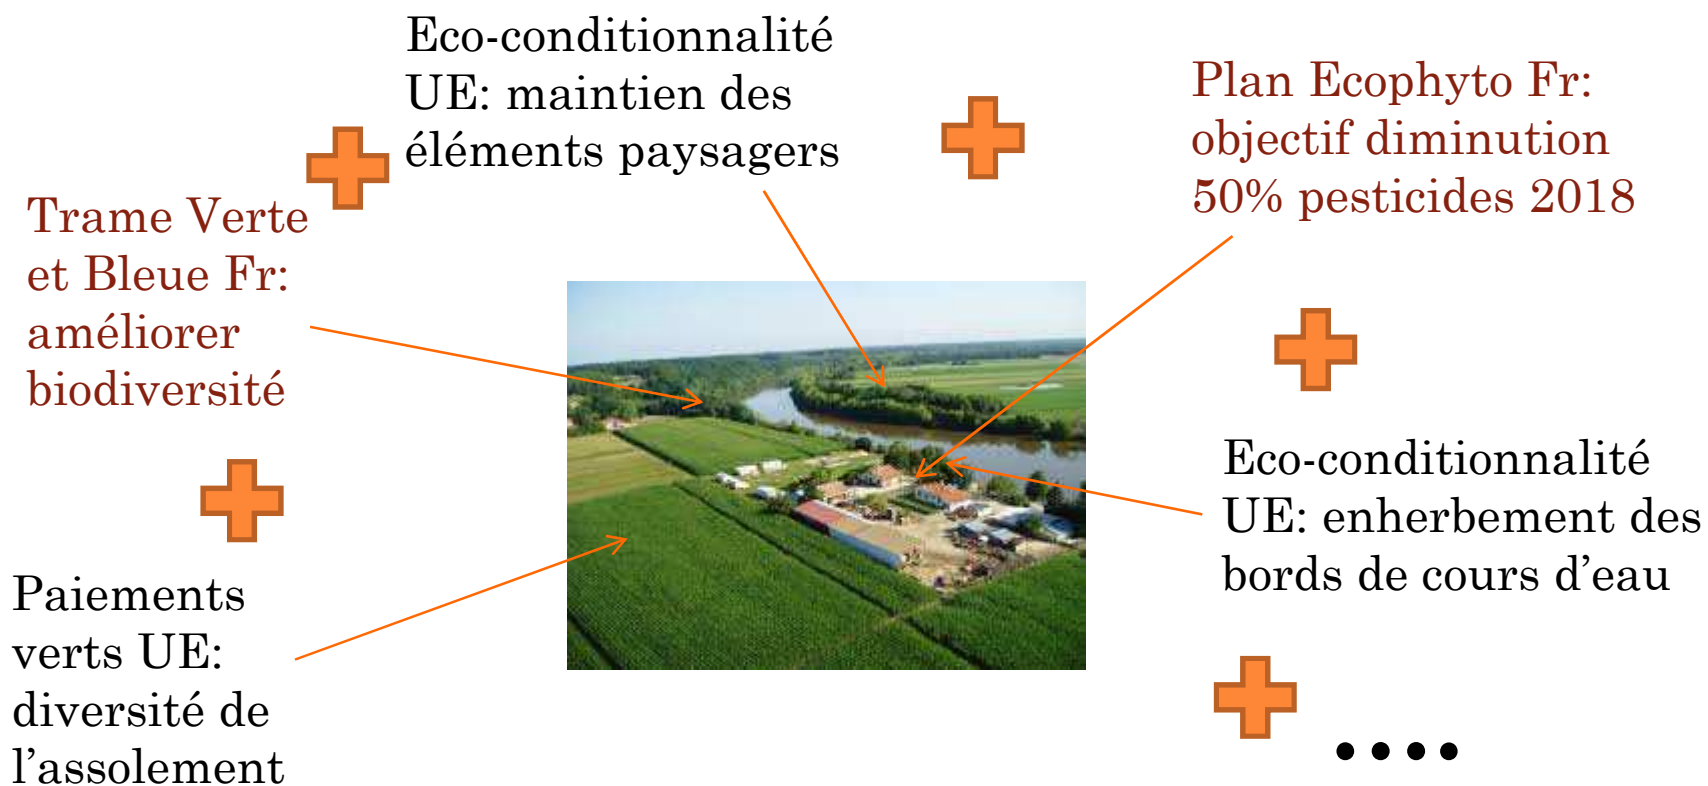 Eco-conditionnalité
UE: maintien des
éléments paysagers
Plan Ecophyto Fr:
objectif diminution
50% pesticides 2018
Trame Verte
et Bleue Fr:
améliorer
biodiversité
Eco-conditionnalité
UE: enherbement des
bords de cours d’eau
Paiements
verts UE:
diversité de
l’assolement
....